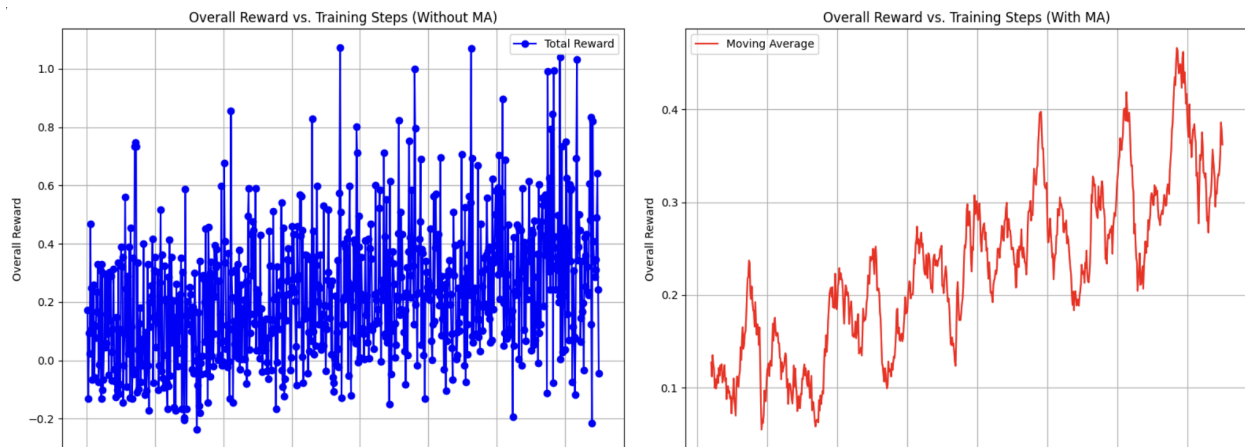 Overall Reward vs. Training Steps (Without MA)
Total Reward
1.0
0.8
0.6
0.4
0.2
0.0
−0.2
Overall Reward
Overall Reward vs. Training Steps (With MA)
Moving Average
0.4
0.3
0.2
0.1
Overall Reward